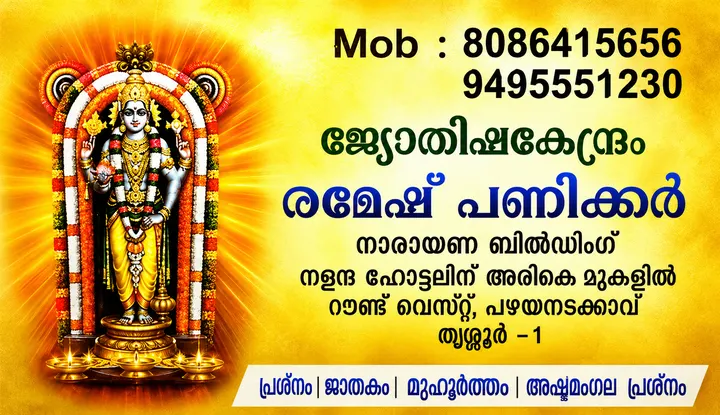 Mob : 8086415656
9495551230
ജ്യോതിഷകേന്ദ്രം
രമേഷ് പണിക്കർ
നാരായണ ബിൽഡിംഗ്
നളന്ദ ഹോട്ടലിന് അരികെ മുകളിൽ
റൗണ്ട് വെസ്റ്റ്, പഴയനടക്കാവ്
തൃശ്ശൂർ - 1
പ്രശ്നം | ജാതകം | മുഹൂർത്തം | അഷ്ടമംഗല പ്രശ്നം